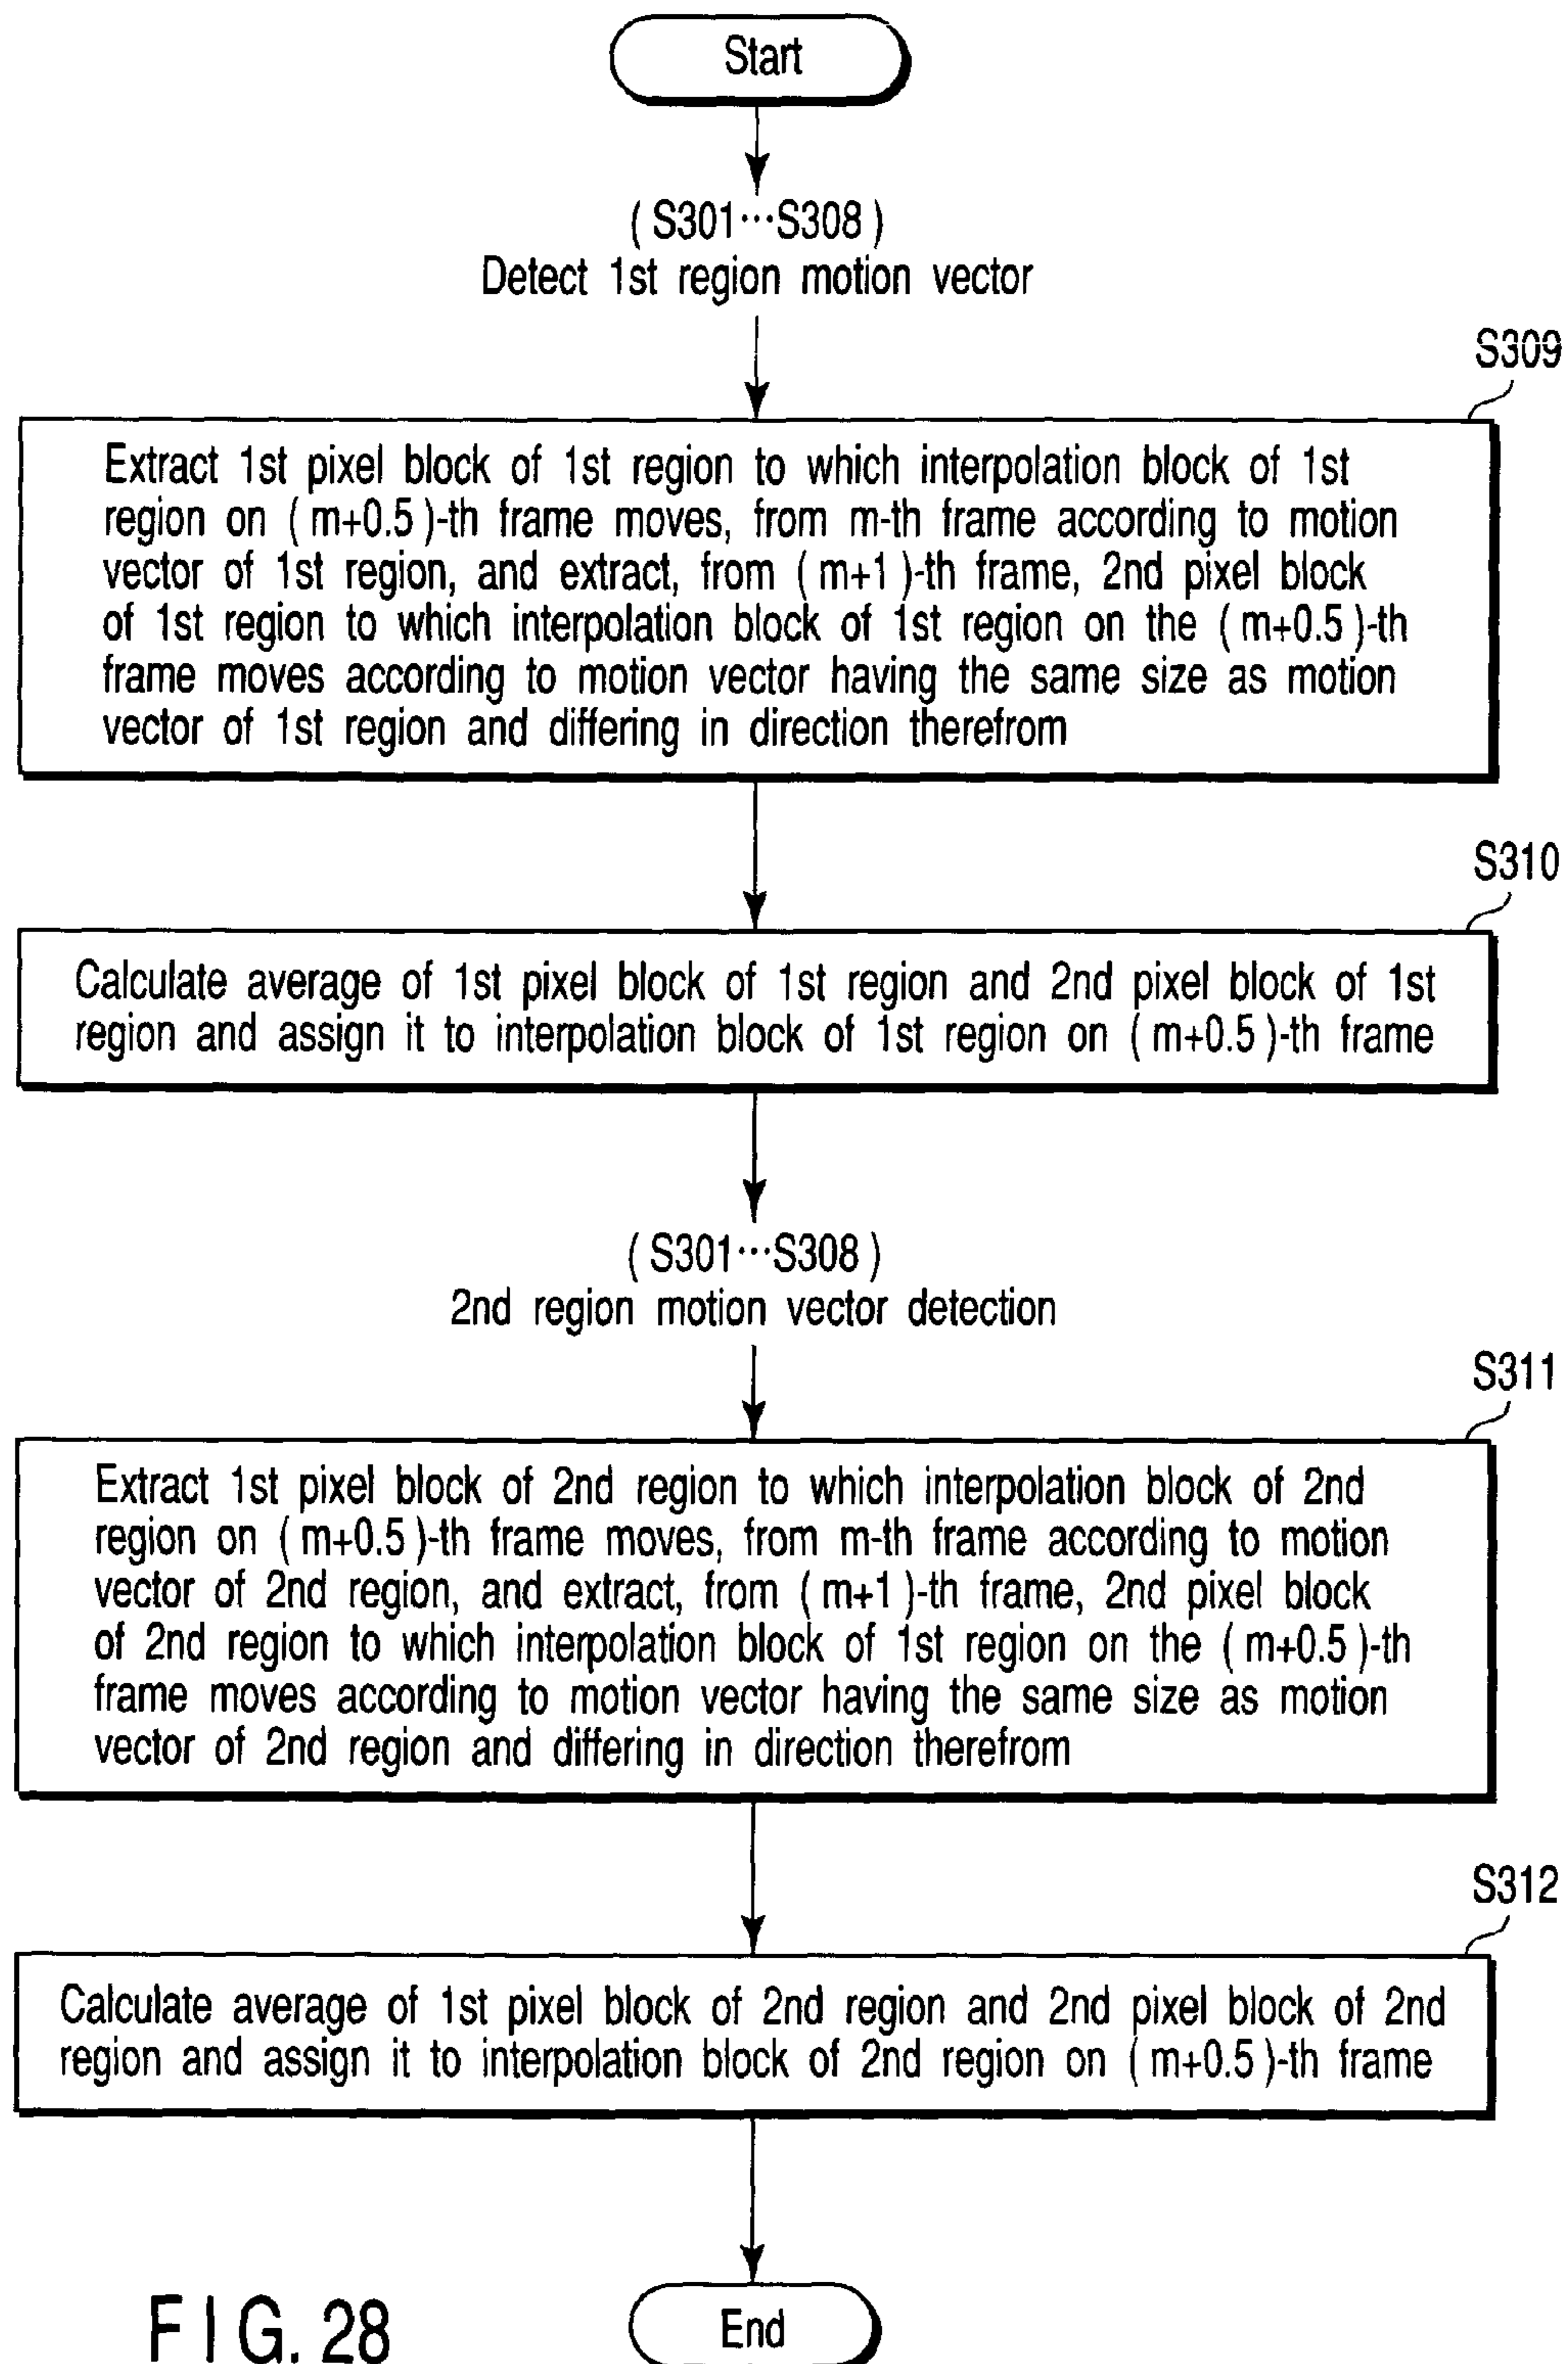 Start
( S301···S308 )
Detect 1st region motion vector
S309
Extract 1st pixel block of 1st region to which interpolation block of 1st
region on ( m+0.5 )-th frame moves, from m-th frame according to motion
vector of 1st region, and extract, from ( m+1 )-th frame, 2nd pixel block
of 1st region to which interpolation block of 1st region on the ( m+0.5 )-th
frame moves according to motion vector having the same size as motion
vector of 1st region and differing in direction therefrom
S310
Calculate average of 1st pixel block of 1st region and 2nd pixel block of 1st
region and assign it to interpolation block of 1st region on ( m+0.5 )-th frame
( S301···S308 )
2nd region motion vector detection
S311
Extract 1st pixel block of 2nd region to which interpolation block of 2nd
region on ( m+0.5 )-th frame moves, from m-th frame according to motion
vector of 2nd region, and extract, from ( m+1 )-th frame, 2nd pixel block
of 2nd region to which interpolation block of 1st region on the ( m+0.5 )-th
frame moves according to motion vector having the same size as motion
vector of 2nd region and differing in direction therefrom
S312
Calculate average of 1st pixel block of 2nd region and 2nd pixel block of 2nd
region and assign it to interpolation block of 2nd region on ( m+0.5 )-th frame
End
FIG. 28